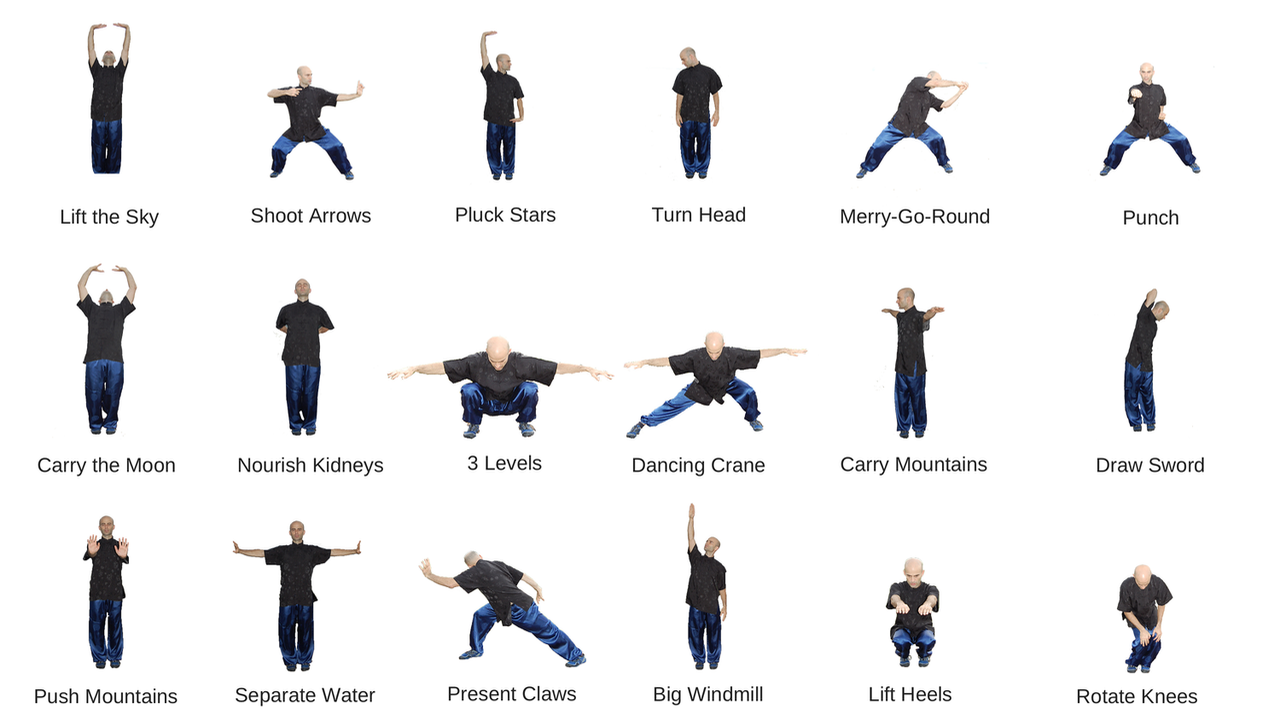 Lift the Sky
Shoot Arrows
Pluck Stars
Turn Head
Merry-Go-Round
Punch
Carry the Moon
Nourish Kidneys
3 Levels
Dancing Crane
Carry Mountains
Draw Sword
Push Mountains
Separate Water
Present Claws
Big Windmill
Lift Heels
Rotate Knees